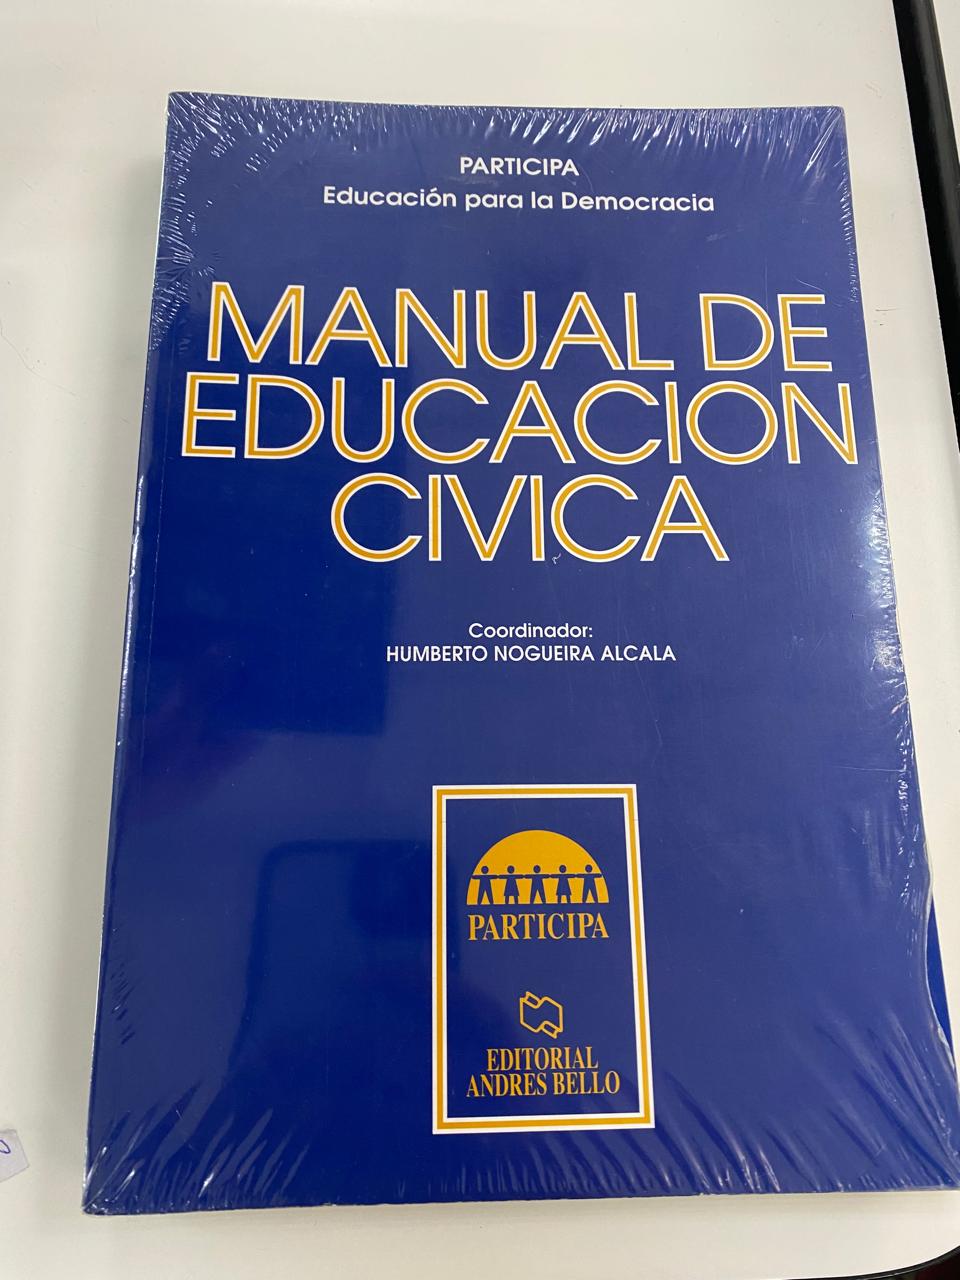 PARTICIPA
Educación para la Democracia
MANUAL DE
EDUCACION
CIVICA
Coordinador:
HUMBERTO NOGUEIRA ALCALA
PARTICIPA
EDITORIAL
ANDRES BELLO